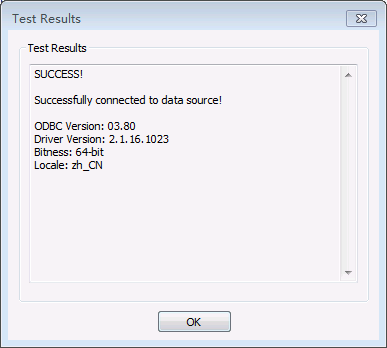 Test Results
Test Results
SUCCESS!
Successfully connected to data source!
ODBC Version: 03.80
Driver Version: 2.1.16.1023
Bitness: 64-bit
Locale: zh_CN
OK